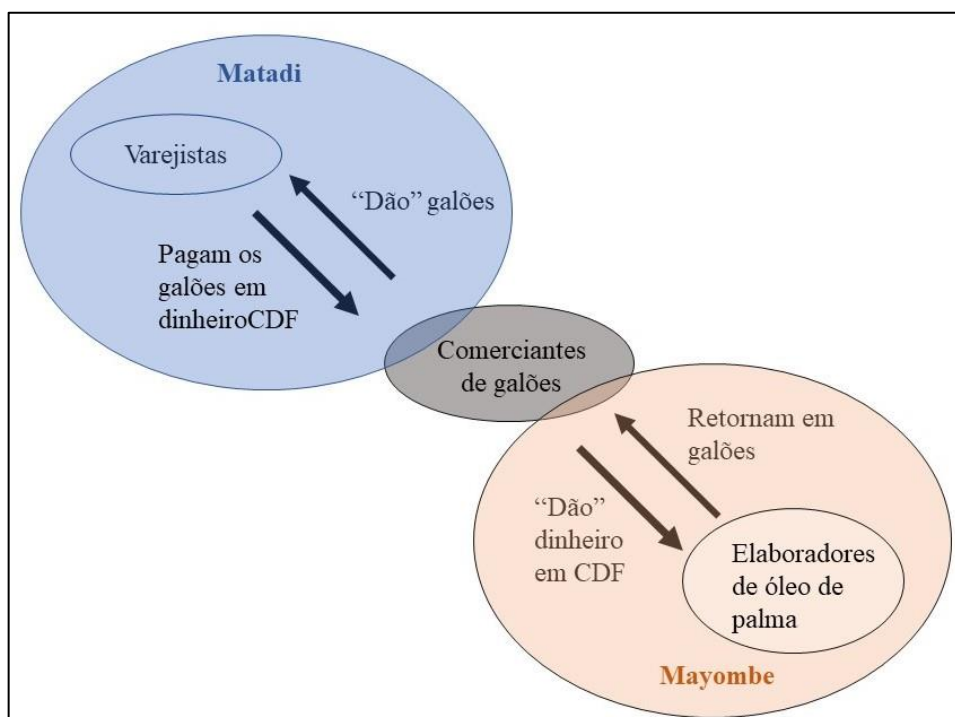 Matadi
Varejistas
“Dão” galões
Pagam os
galões em
dinheiroCDF
Comerciantes
de galões
Retornam em
galões
“Dão”
dinheiro
em CDF
Elaboradores
de óleo de
palma
Mayombe